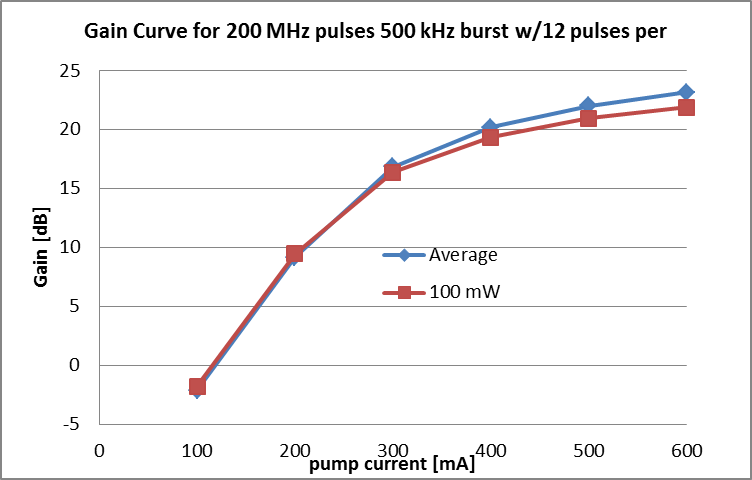 Gain Curve for 200 MHz pulses 500 kHz burst w/12 pulses per
25
20
15
10
5
0
-5
Gain [dB]
Average
100 mW
0 100 200 300 400 500 600
pump current [mA]